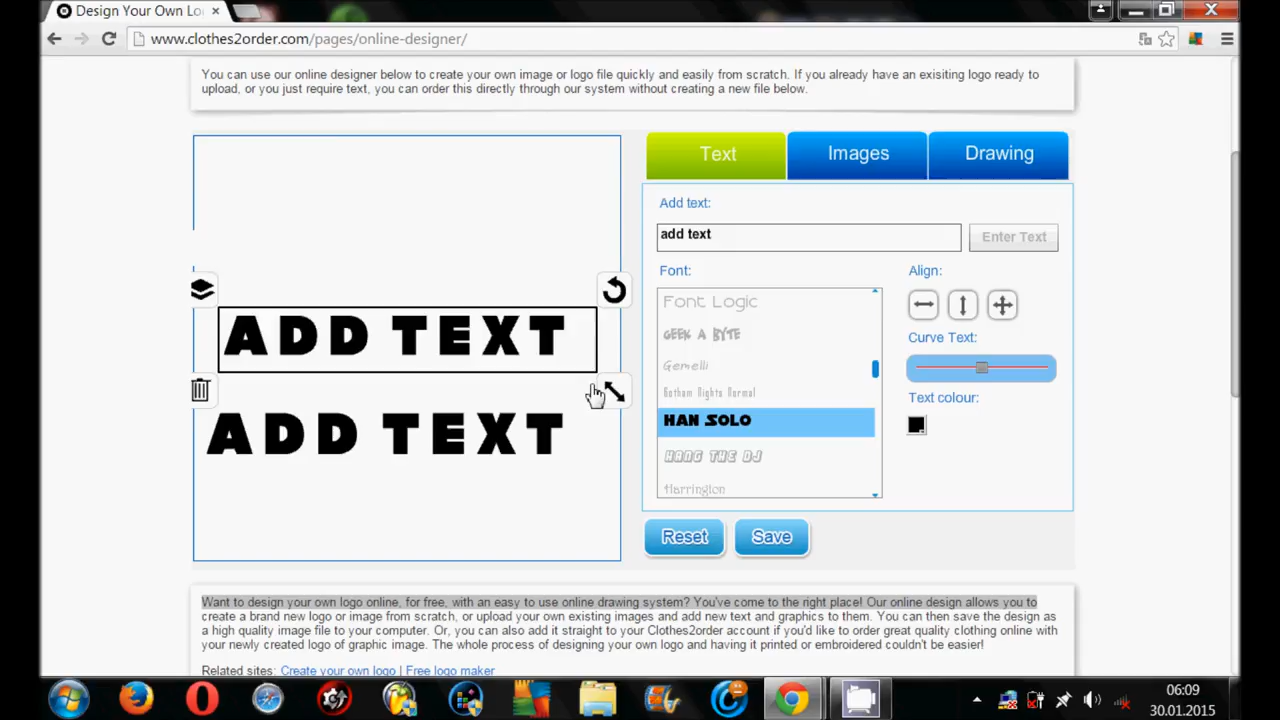 Design Your Own Lo
www.clothes2order.com/pages/online-designer/
You can use our online designer below to create your own image or logo file quickly and easily from scratch. If you already have an exisiting logo ready to
upload, or you just require text, you can order this directly through our system without creating a new file below.
Text
Images
Drawing
Add text:
add text
Enter Text
Font:
Align:
Font Logic
GEEK A BYTE
Gemelli
Gotham Nights Normal
HAN SOLO
HANG THE DJ
Harrington
Curve Text:
Text colour:
ADD TEXT
ADD TEXT
Reset
Save
Want to design your own logo online, for free, with an easy to use online drawing system? You've come to the right place! Our online design allows you to
create a brand new logo or image from scratch, or upload your own existing images and add new text and graphics to them. You can then save the design as
a high quality image file to your computer. Or, you can also add it straight to your Clothes2order account if you'd like to order great quality clothing online with
your newly created logo of graphic image. The whole process of designing your own logo and having it printed or embroidered couldn't be easier!
Related sites: Create your own logo | Free logo maker
06:09
30.01.2015